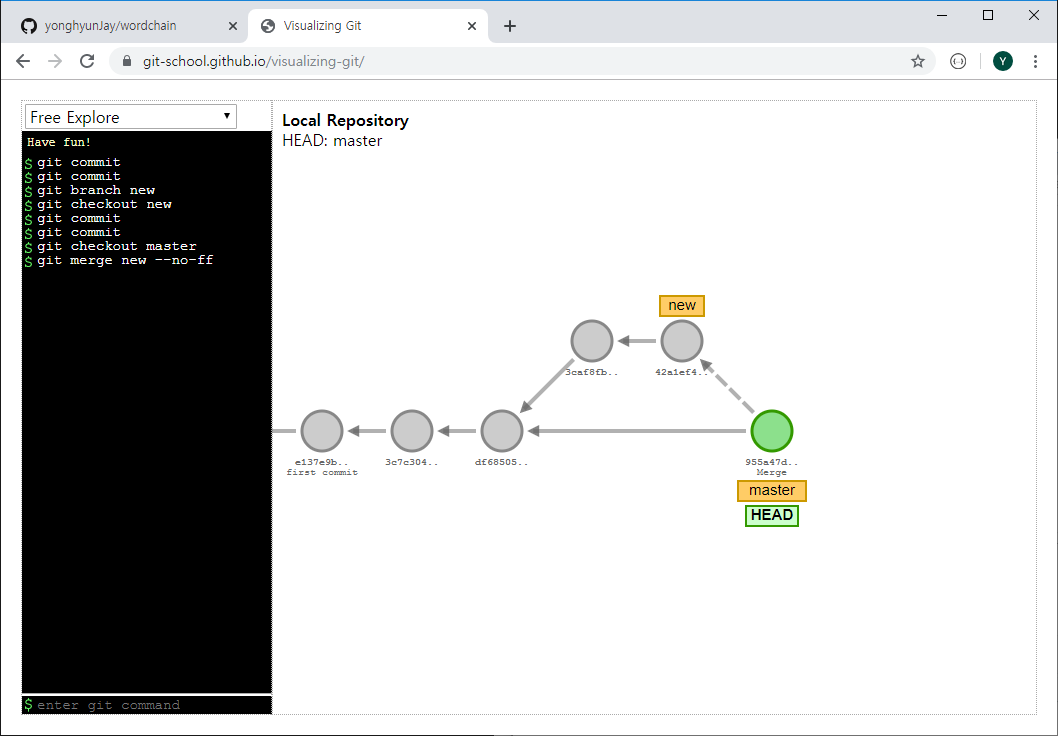 yonghyunJay/wordchain
Visualizing Git
git-school.github.io/visualizing-git/
Y
Free Explore
Have fun!
$ git commit
$ git commit
$ git branch new
$ git checkout new
$ git commit
$ git commit
$ git checkout master
$ git merge new --no-ff
$ enter git command
Local Repository
HEAD: master
new
3caf8fb..
42a1ef4..
e137e9b..
first commit
3c7c304..
df68505..
955a47d..
Merge
master
HEAD